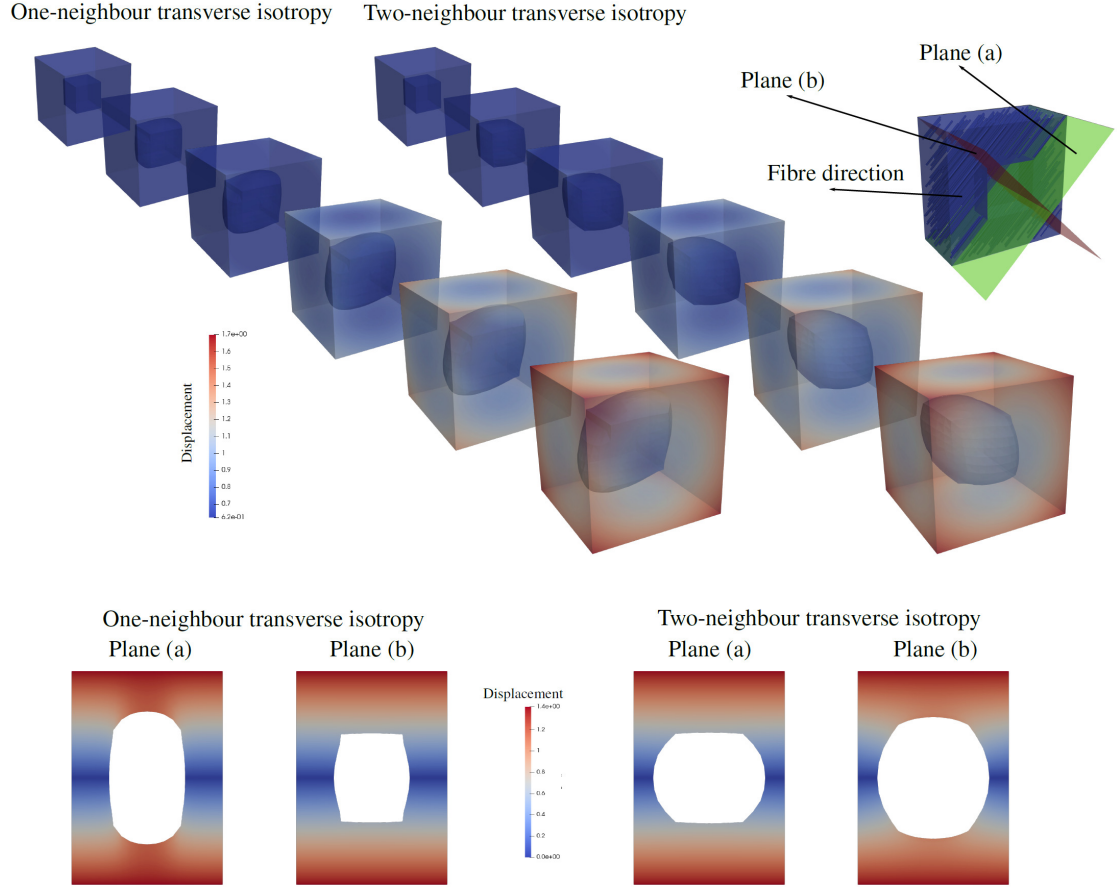 One-neighbour transverse isotropy
Two-neighbour transverse isotropy
Plane (a)
Plane (b)
Fibre direction
Displacement
1.7e+00
1.6
1.5
1.4
1.3
1.2
1.1
1
0.9
0.8
0.7
6.2e-01
One-neighbour transverse isotropy
Two-neighbour transverse isotropy
Plane (a)
Plane (b)
Plane (a)
Plane (b)
Displacement
1.4e+00
1.2
1
0.8
0.6
0.4
0.2
0.0e+00